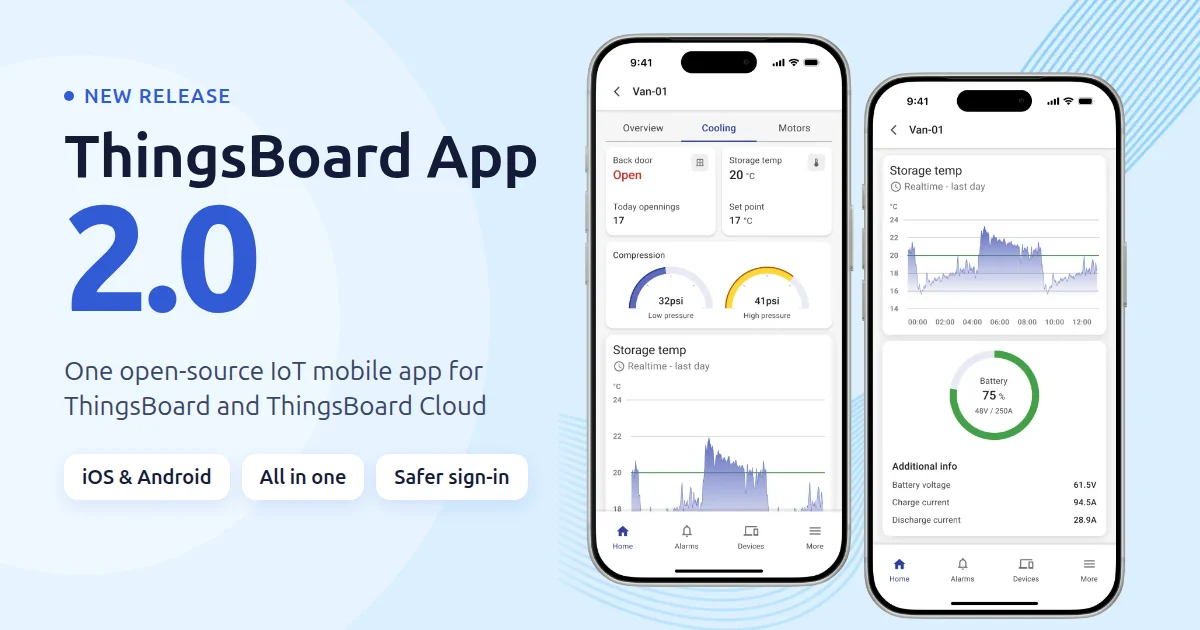 NEW RELEASE
ThingsBoard App
2.0
One open-source IoT mobile app for
ThingsBoard and ThingsBoard Cloud
iOS & Android
All in one
Safer sign-in
9:41
Van-01
Overview
Cooling
Motors
Back door
Open
Today opennings
17
Storage temp
20 °C
Set point
17 °C
Compression
32psi
Low pressure
41psi
High pressure
Storage temp
Realtime - last day
°C
24
22
20
18
Home
Alarms
Devices
More
9:41
Van-01
Storage temp
Realtime - last day
°C
24
22
20
18
16
14
00:00 02:00 04:00 06:00 08:00 10:00 12:00
Battery
75 %
48V / 250A
Additional info
Battery voltage 61.5V
Charge current 94.5A
Discharge current 28.9A
Home
Alarms
Devices
More